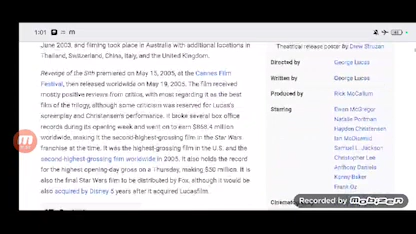 1:01
June 2003, and filming took place in Australia with additional locations in
Thailand, Switzerland, China, Italy, and the United Kingdom.
Revenge of the Sith premiered on May 15, 2005, at the Cannes Film
Festival, then released worldwide on May 19, 2005. The film received
mostly positive reviews from critics, with most regarding it as the best
film of the trilogy, although some criticism was reserved for Lucas's
screenplay and Christensen's performance. It broke several box office
records during its opening week and went on to earn $868.4 million
worldwide, making it the second-highest-grossing film in the Star Wars
franchise at the time. It was the highest-grossing film in the U.S. and the
second-highest-grossing film worldwide in 2005. It also holds the record
for the highest opening-day gross on a Thursday, making $50 million. It is
also the final Star Wars film to be distributed by Fox, although it would be
also acquired by Disney 5 years after it acquired Lucasfilm.
Theatrical release poster by Drew Struzan
Directed by George Lucas
Written by George Lucas
Produced by Rick McCallum
Starring Ewan McGregor
Natalie Portman
Hayden Christensen
Ian McDiarmid
Samuel L. Jackson
Christopher Lee
Anthony Daniels
Kenny Baker
Frank Oz
Recorded by
mobizen